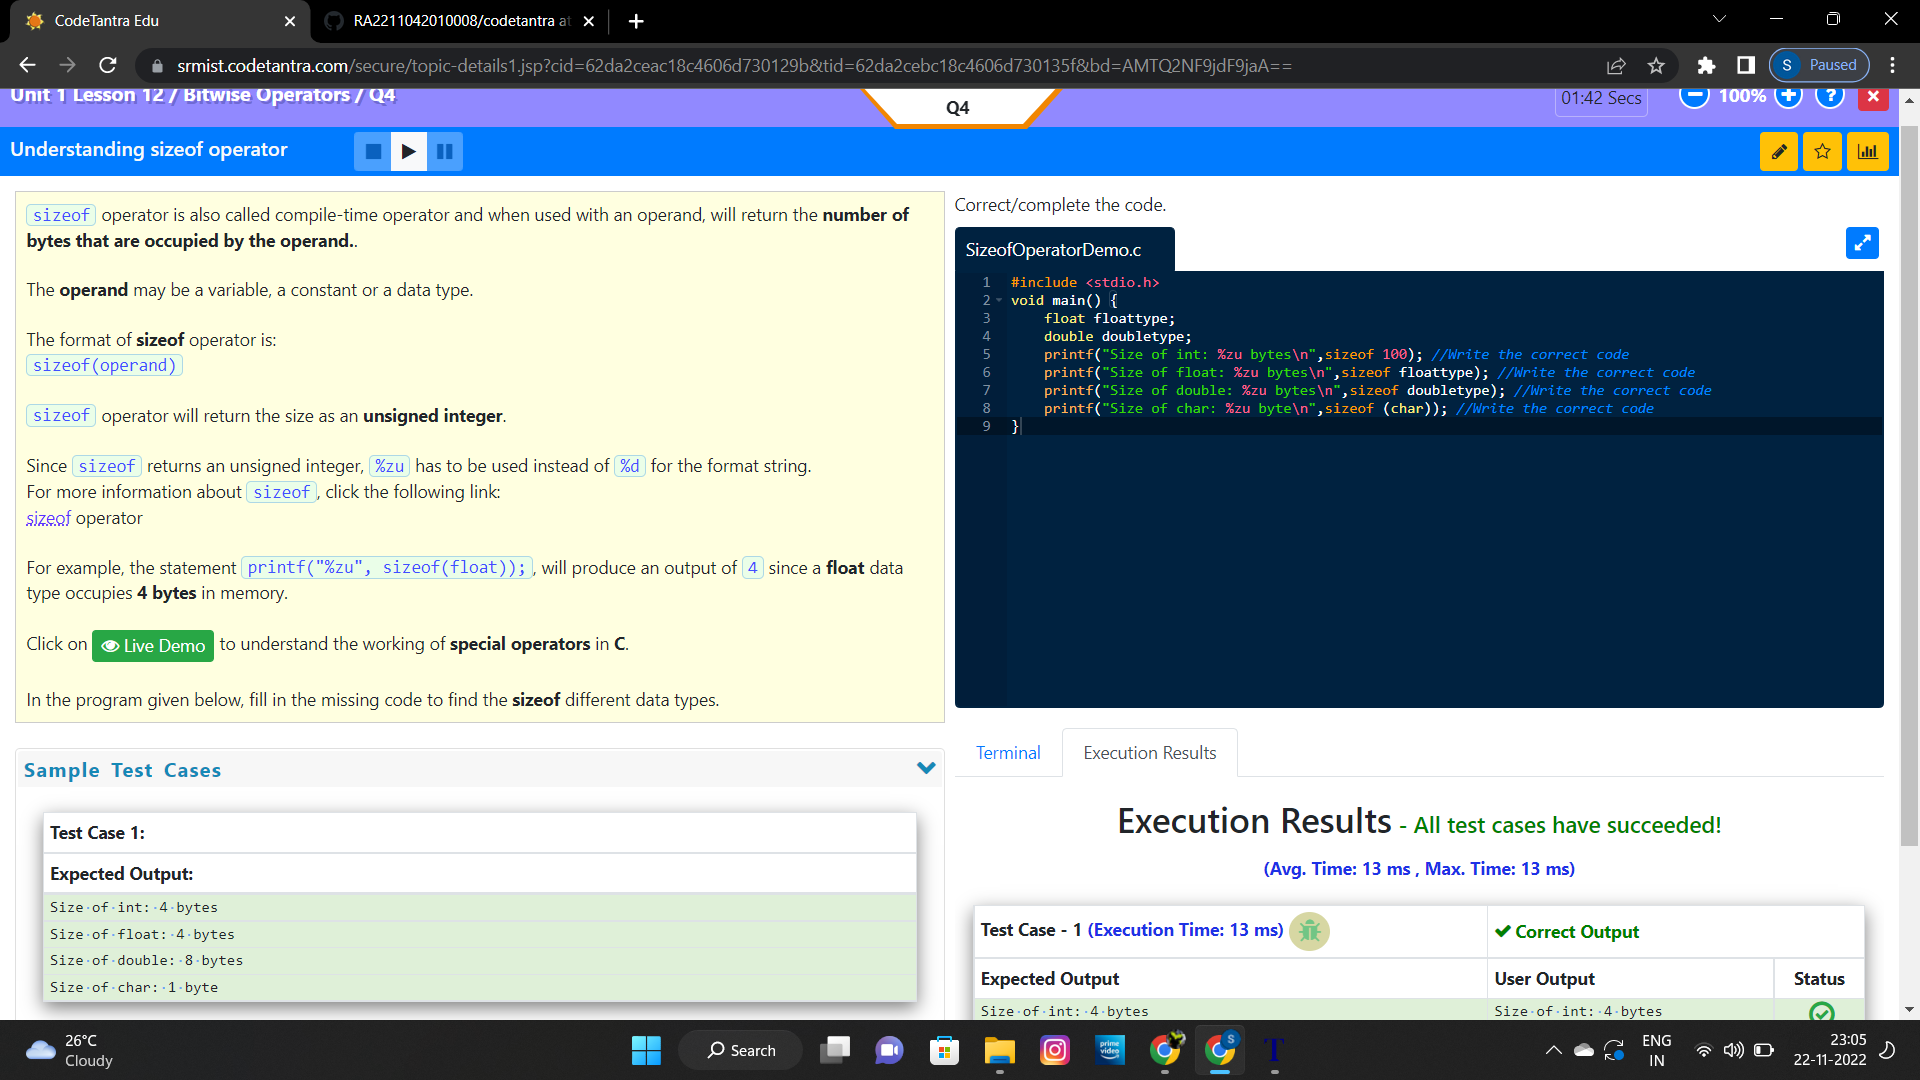 CodeTantra Edu
RA2211042010008/codetantra at
srmist.codetantra.com/secure/topic-details1.jsp?cid=62da2ceac18c4606d730129b&tid=62da2cebc18c4606d730135f&bd=AMTQ2NF9jdF9jaA==
S Paused
Unit 1 Lesson 12 / Bitwise Operators / Q4
Q4
01:42 Secs
100%
?
Understanding sizeof operator
sizeof operator is also called compile-time operator and when used with an operand, will return the number of
bytes that are occupied by the operand..
The operand may be a variable, a constant or a data type.
The format of sizeof operator is:
sizeof(operand)
sizeof operator will return the size as an unsigned integer.
Since sizeof returns an unsigned integer, %zu has to be used instead of %d for the format string.
For more information about sizeof, click the following link:
sizeof operator
For example, the statement printf("%zu", sizeof(float));, will produce an output of 4 since a float data
type occupies 4 bytes in memory.
Click on Live Demo to understand the working of special operators in C.
In the program given below, fill in the missing code to find the sizeof different data types.
Sample Test Cases
Test Case 1:
Expected Output:
Size·of·int:·4·bytes
Size·of·float:·4·bytes
Size·of·double:·8·bytes
Size·of·char:·1·byte
Correct/complete the code.
SizeofOperatorDemo.c
1 #include <stdio.h>
2 void main() {
3 float floattype;
4 double doubletype;
5 printf("Size of int: %zu bytes\n",sizeof 100); //Write the correct code
6 printf("Size of float: %zu bytes\n",sizeof floattype); //Write the correct code
7 printf("Size of double: %zu bytes\n",sizeof doubletype); //Write the correct code
8 printf("Size of char: %zu byte\n",sizeof (char)); //Write the correct code
9 }
Terminal
Execution Results
Execution Results - All test cases have succeeded!
(Avg. Time: 13 ms , Max. Time: 13 ms)
Test Case - 1 (Execution Time: 13 ms)
Correct Output
Expected Output
User Output
Status
Size·of·int:·4·bytes
Size·of·int:·4·bytes
26°C
Cloudy
Search
prime
video
S
T
ENG
IN
23:05
22-11-2022